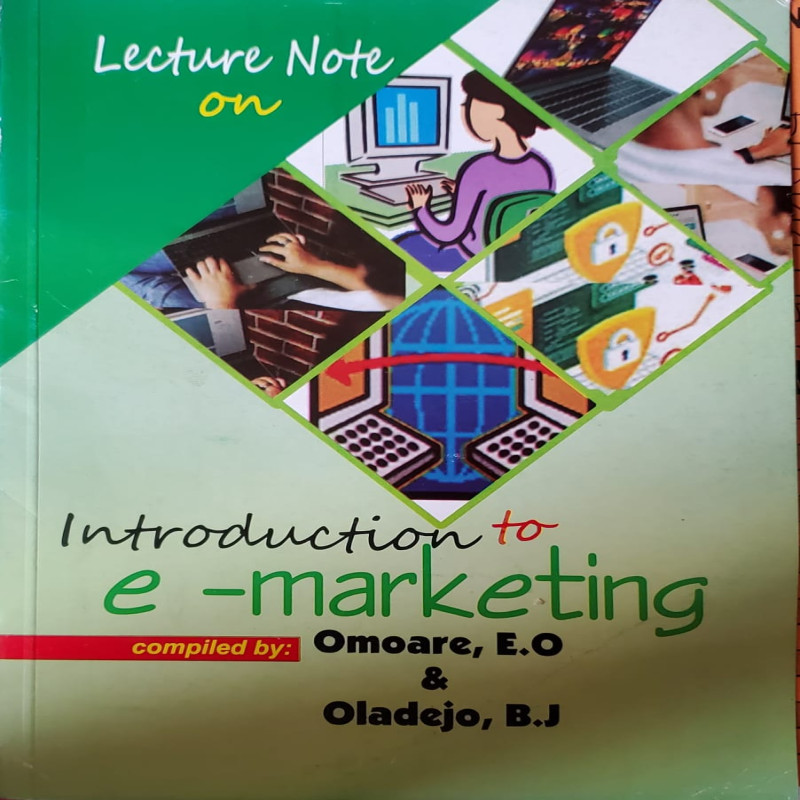 Lecture Note
on
Introduction to
e -marketing
compiled by: Omoare, E.O
&
Oladejo, B.J